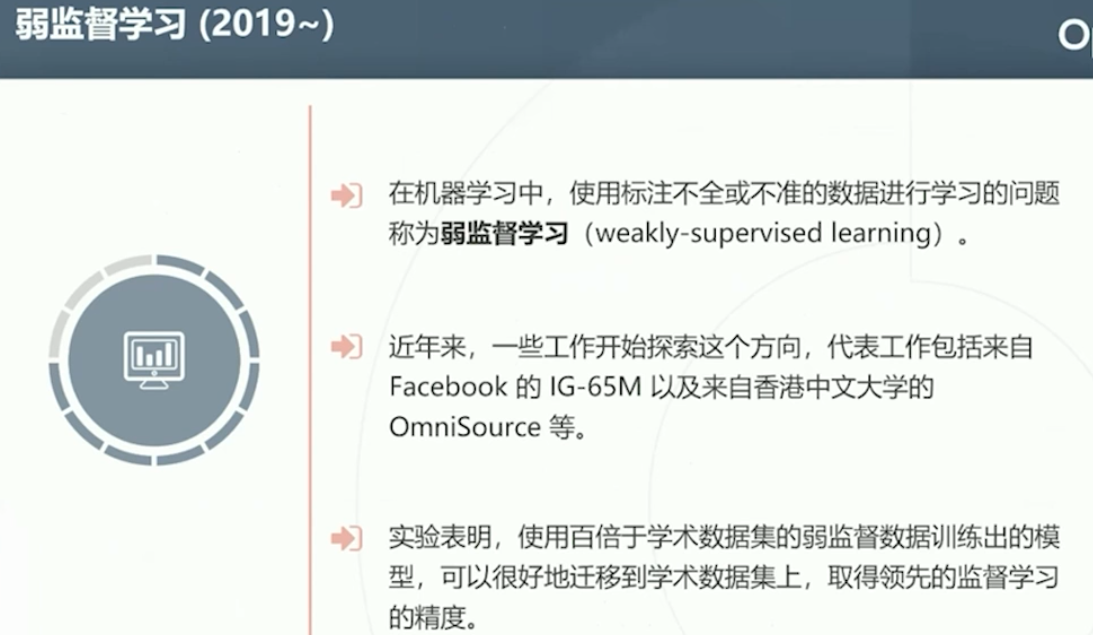 弱监督学习 (2019~)
在机器学习中，使用标注不全或不准的数据进行学习的问题
称为弱监督学习（weakly-supervised learning）。
近年来，一些工作开始探索这个方向，代表工作包括来自
Facebook 的 IG-65M 以及来自香港中文大学的
OmniSource 等。
实验表明，使用百倍于学术数据集的弱监督数据训练出的模
型，可以很好地迁移到学术数据集上，取得领先的监督学习
的精度。